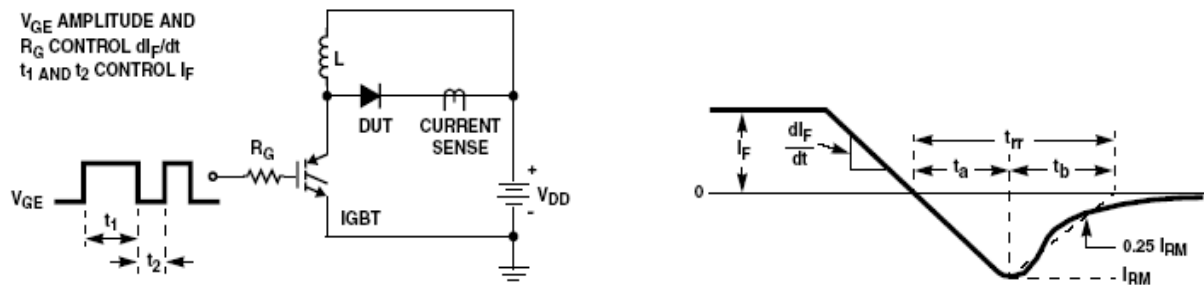 VGE AMPLITUDE AND
RG CONTROL dIF/dt
t1 AND t2 CONTROL IF
L
DUT
CURRENT
SENSE
RG
VGE
t1
t2
IGBT
+
VDD
-
IF
dIF
dt
trr
ta
tb
0
0.25 IRM
IRM